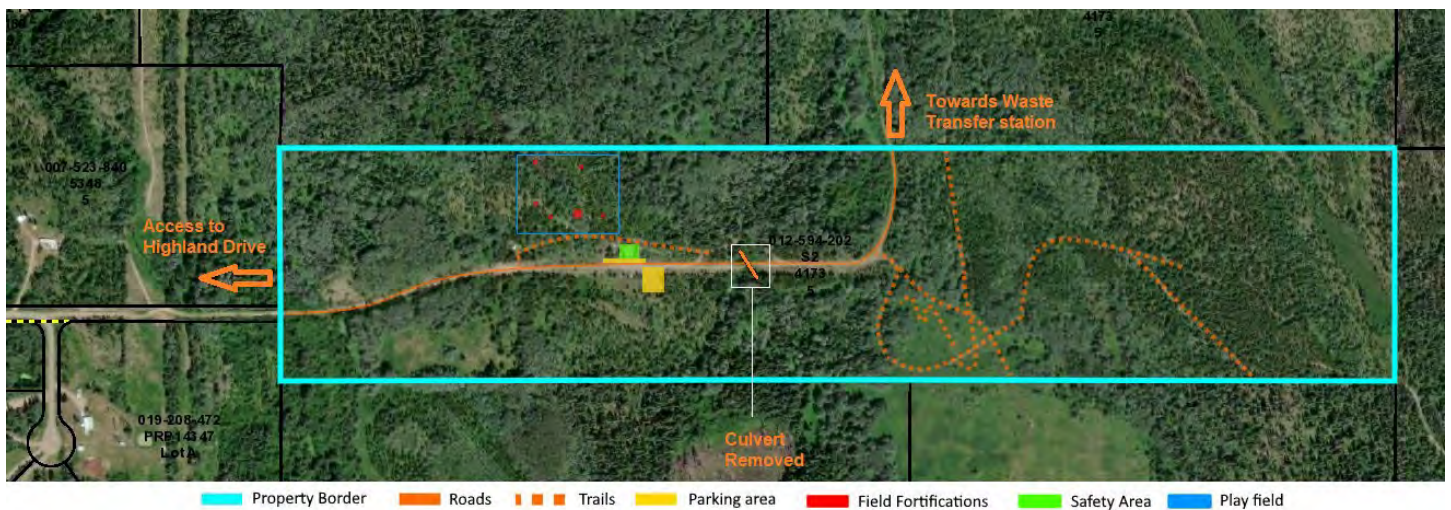 4173
5
Towards Waste
Transfer station
007-523-840
5348
5
Access to
Highland Drive
012-594-202
S2
4173
5
019-208-472
PRP14347
Lot A
Culvert
Removed
Property Border
Roads
Trails
Parking area
Field Fortifications
Safety Area
Play field